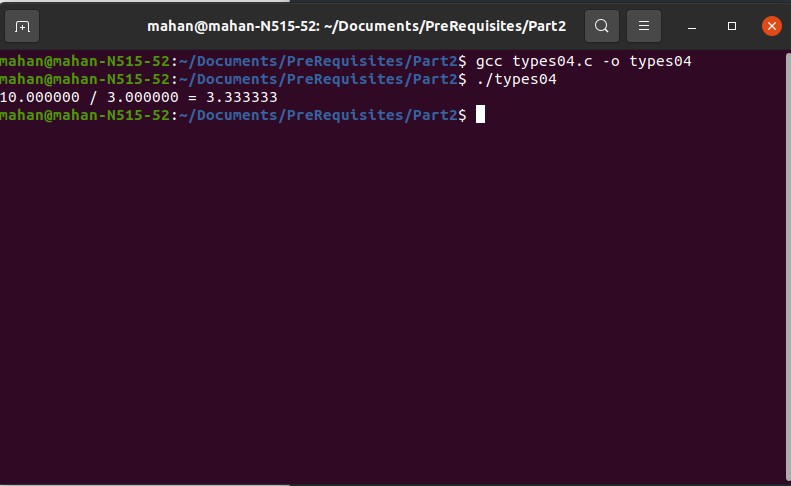 mahan@mahan-N515-52: ~/Documents/PreRequisites/Part2
mahan@mahan-N515-52:~/Documents/PreRequisites/Part2$ gcc types04.c -o types04
mahan@mahan-N515-52:~/Documents/PreRequisites/Part2$ ./types04
10.000000 / 3.000000 = 3.333333
mahan@mahan-N515-52:~/Documents/PreRequisites/Part2$